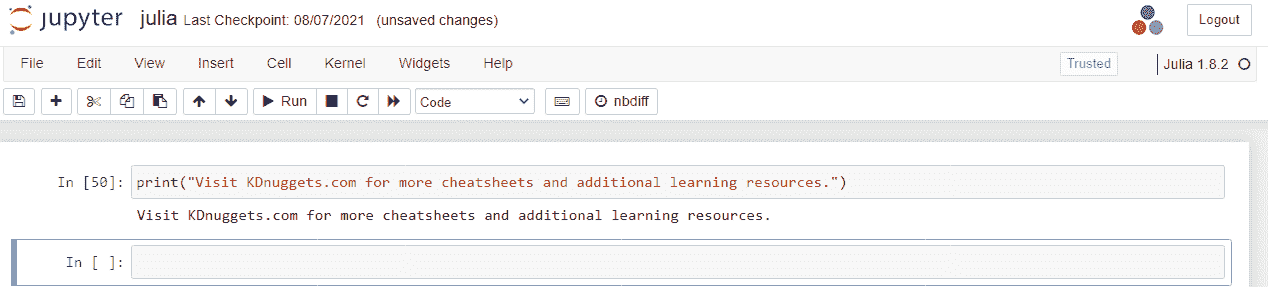 jupyter julia Last Checkpoint: 08/07/2021 (unsaved changes) Logout
File Edit View Insert Cell Kernel Widgets Help Trusted Julia 1.8.2
Run Code nbdiff
In [50]: print("Visit KDnuggets.com for more cheatsheets and additional learning resources.")
Visit KDnuggets.com for more cheatsheets and additional learning resources.
In [ ]: